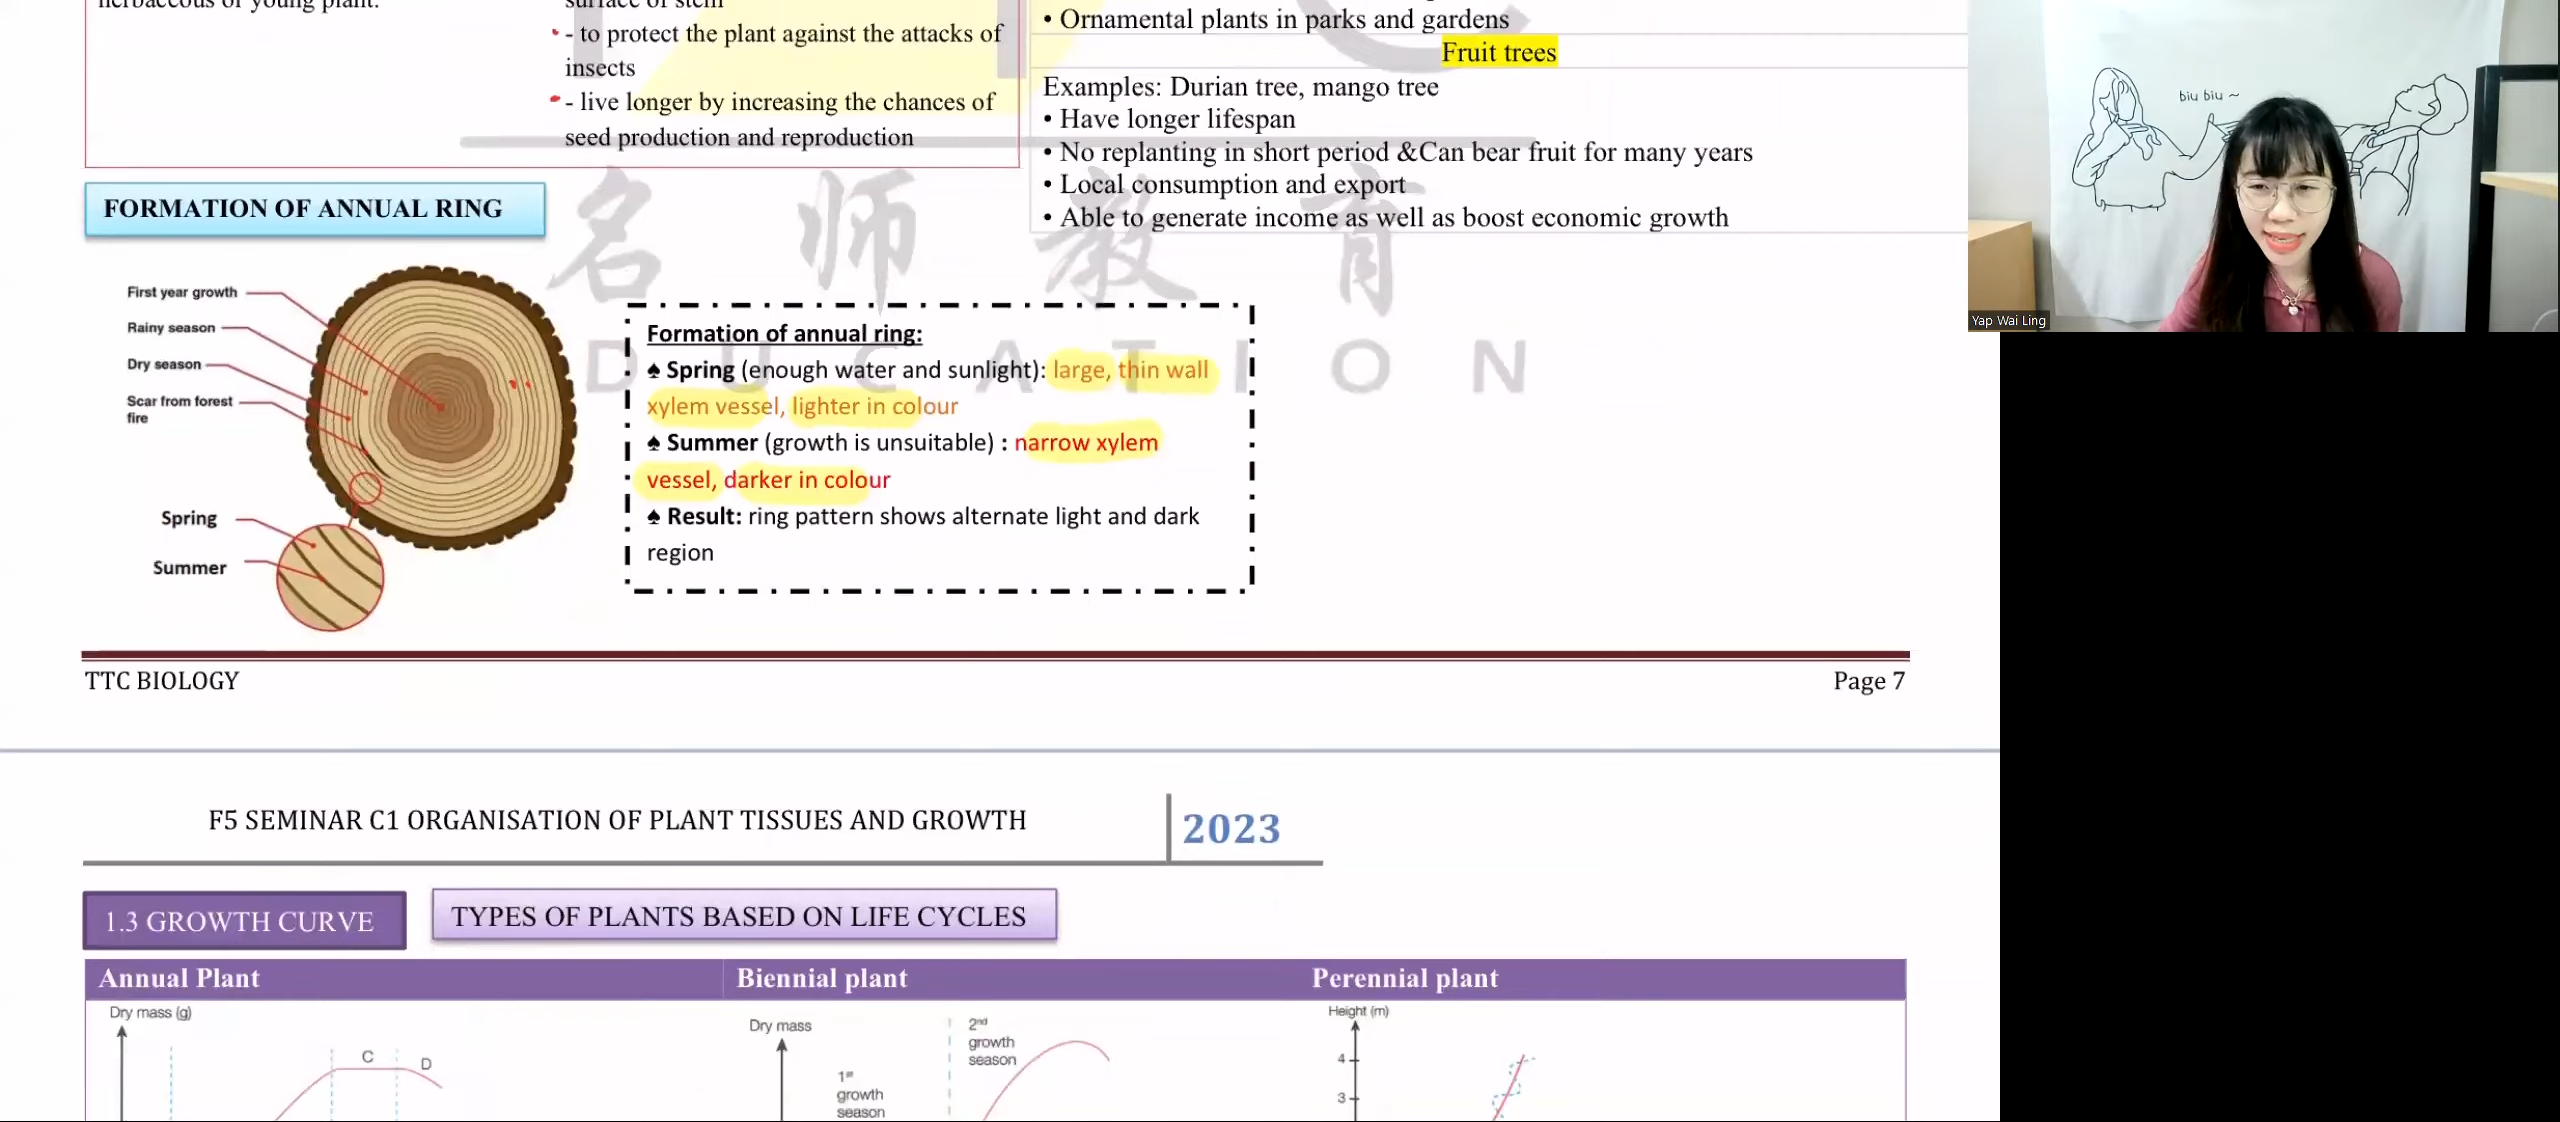 herbaceous or young plant.
surface of stem
- to protect the plant against the attacks of
insects
- live longer by increasing the chances of
seed production and reproduction
• Ornamental plants in parks and gardens
Fruit trees
Examples: Durian tree, mango tree
• Have longer lifespan
• No replanting in short period &Can bear fruit for many years
• Local consumption and export
• Able to generate income as well as boost economic growth
biu biu ~
Yap Wai Ling
名 师 教 育
DUCATION
FORMATION OF ANNUAL RING
First year growth
Rainy season
Dry season
Scar from forest
fire
Spring
Summer
Formation of annual ring:
♠ Spring (enough water and sunlight): large, thin wall
xylem vessel, lighter in colour
♠ Summer (growth is unsuitable) : narrow xylem
vessel, darker in colour
♠ Result: ring pattern shows alternate light and dark
region
TTC BIOLOGY
Page 7
F5 SEMINAR C1 ORGANISATION OF PLANT TISSUES AND GROWTH
2023
1.3 GROWTH CURVE
TYPES OF PLANTS BASED ON LIFE CYCLES
Annual Plant
Biennial plant
Perennial plant
Dry mass (g)
C
D
Dry mass
1st
growth
season
2nd
growth
season
Height (m)
4
3